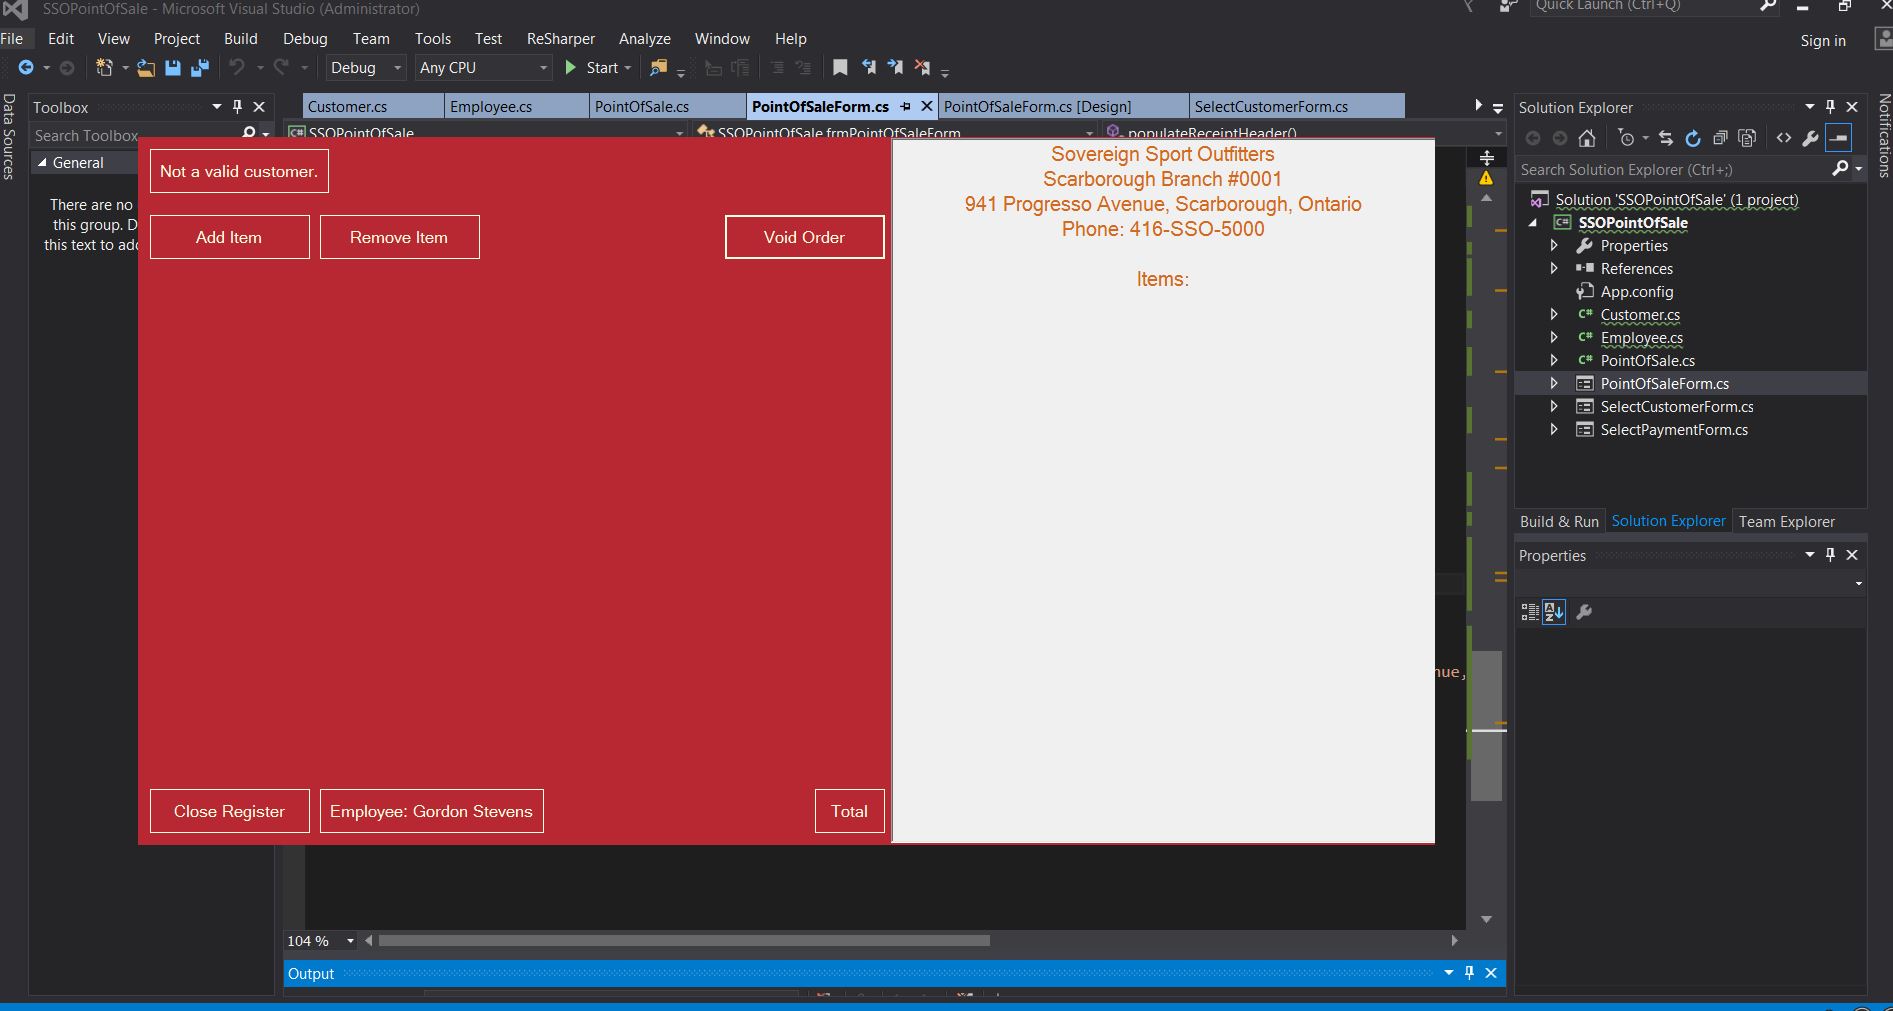 SSOPointOfSale - Microsoft Visual Studio (Administrator)
Quick Launch (Ctrl+Q)
File Edit View Project Build Debug Team Tools Test ReSharper Analyze Window Help
Sign in
Debug Any CPU Start
Data Sources
Toolbox
Search Toolbox
General
There are no
this group. D
this text to add
Customer.cs Employee.cs PointOfSale.cs PointOfSaleForm.cs PointOfSaleForm.cs [Design] SelectCustomerForm.cs
SSOPointOfSale SSOPointOfSale.frmPointOfSaleForm populateReceiptHeader()
Not a valid customer.
Add Item Remove Item Void Order
Close Register Employee: Gordon Stevens Total
Sovereign Sport Outfitters
Scarborough Branch #0001
941 Progresso Avenue, Scarborough, Ontario
Phone: 416-SSO-5000
Items:
nue,
104 %
Output
Solution Explorer
Search Solution Explorer (Ctrl+;)
Solution 'SSOPointOfSale' (1 project)
SSOPointOfSale
Properties
References
App.config
Customer.cs
Employee.cs
PointOfSale.cs
PointOfSaleForm.cs
SelectCustomerForm.cs
SelectPaymentForm.cs
Build & Run Solution Explorer Team Explorer
Properties
Notifications